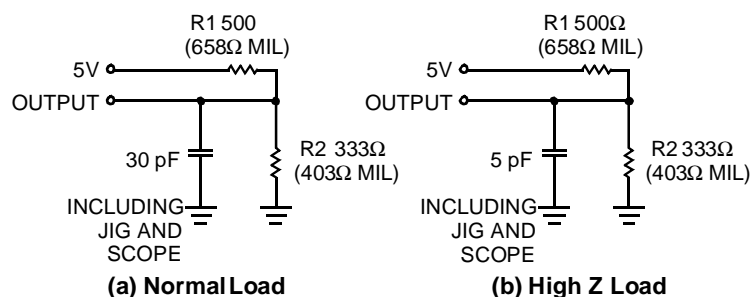 R1 500
(658Ω MIL)
5V
OUTPUT
30 pF
R2 333Ω
(403Ω MIL)
INCLUDING
JIG AND
SCOPE
(a) Normal Load
R1 500Ω
(658Ω MIL)
5V
OUTPUT
5 pF
R2 333Ω
(403Ω MIL)
INCLUDING
JIG AND
SCOPE
(b) High Z Load